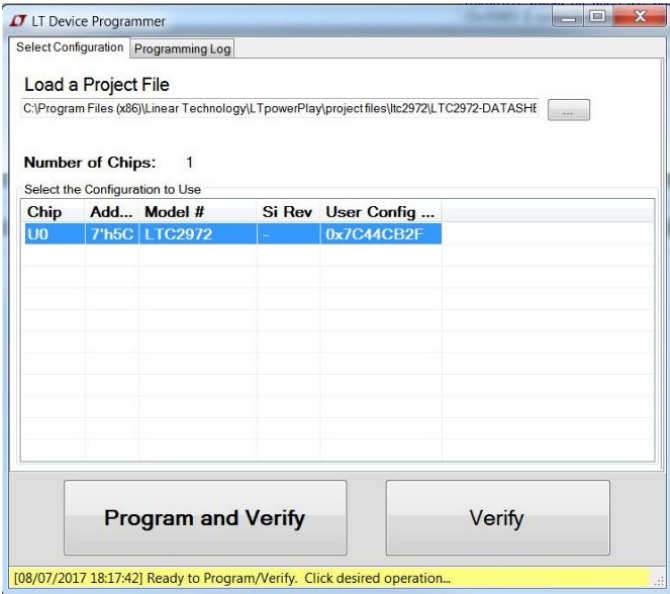 LT Device Programmer
Select Configuration Programming Log
Load a Project File
C:\Program Files (x86)\Linear Technology\LTpowerPlay\project files\ltc2972\LTC2972-DATASHE
...
Number of Chips: 1
Select the Configuration to Use
Chip Add... Model # Si Rev User Config ...
U0 7'h5C LTC2972 - 0x7C44CB2F
Program and Verify Verify
[08/07/2017 18:17:42] Ready to Program/Verify. Click desired operation...